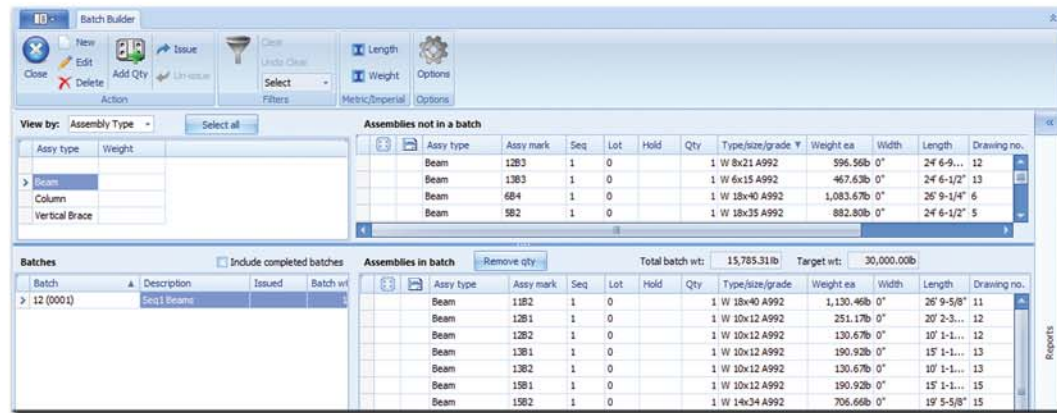 Batch Builder
Close
New
Edit
Delete
Add Qty
Issue
Un-issue
Action
Clear
Undo Clear
Select
Filters
Length
Weight
Metric/Imperial
Options
Options
View by: Assembly Type Select all
Assy type Weight
Beam
Column
Vertical Brace
Assemblies not in a batch
Assy type Assy mark Seq Lot Hold Qty Type/size/grade Weight ea Width Length Drawing no.
Beam 12B3 1 0 1 W 8x21 A992 596.56lb 0" 24' 6-9... 12
Beam 13B3 1 0 1 W 6x15 A992 467.63lb 0" 24' 6-1/2" 13
Beam 6B4 1 0 1 W 18x40 A992 1,083.67lb 0" 26' 9-1/4" 6
Beam 5B2 1 0 1 W 18x35 A992 882.80lb 0" 24' 6-1/2" 5
Batches Include completed batches
Batch Description Issued Batch wt
12 (0001) Seq1 Beams 1
Assemblies in batch Remove qty Total batch wt: 15,785.31lb Target wt: 30,000.00lb
Assy type Assy mark Seq Lot Hold Qty Type/size/grade Weight ea Width Length Drawing no.
Beam 11B2 1 0 1 W 18x40 A992 1,130.46lb 0" 26' 9-5/8" 11
Beam 12B1 1 0 1 W 10x12 A992 251.17lb 0" 20' 2-3... 12
Beam 12B2 1 0 1 W 10x12 A992 130.67lb 0" 10' 1-1... 12
Beam 13B1 1 0 1 W 10x12 A992 190.92lb 0" 15' 1-1... 13
Beam 13B2 1 0 1 W 10x12 A992 130.67lb 0" 10' 1-1... 13
Beam 15B1 1 0 1 W 10x12 A992 190.92lb 0" 15' 1-1... 15
Beam 15B2 1 0 1 W 14x34 A992 706.66lb 0" 19' 5-5/8" 15
Reports